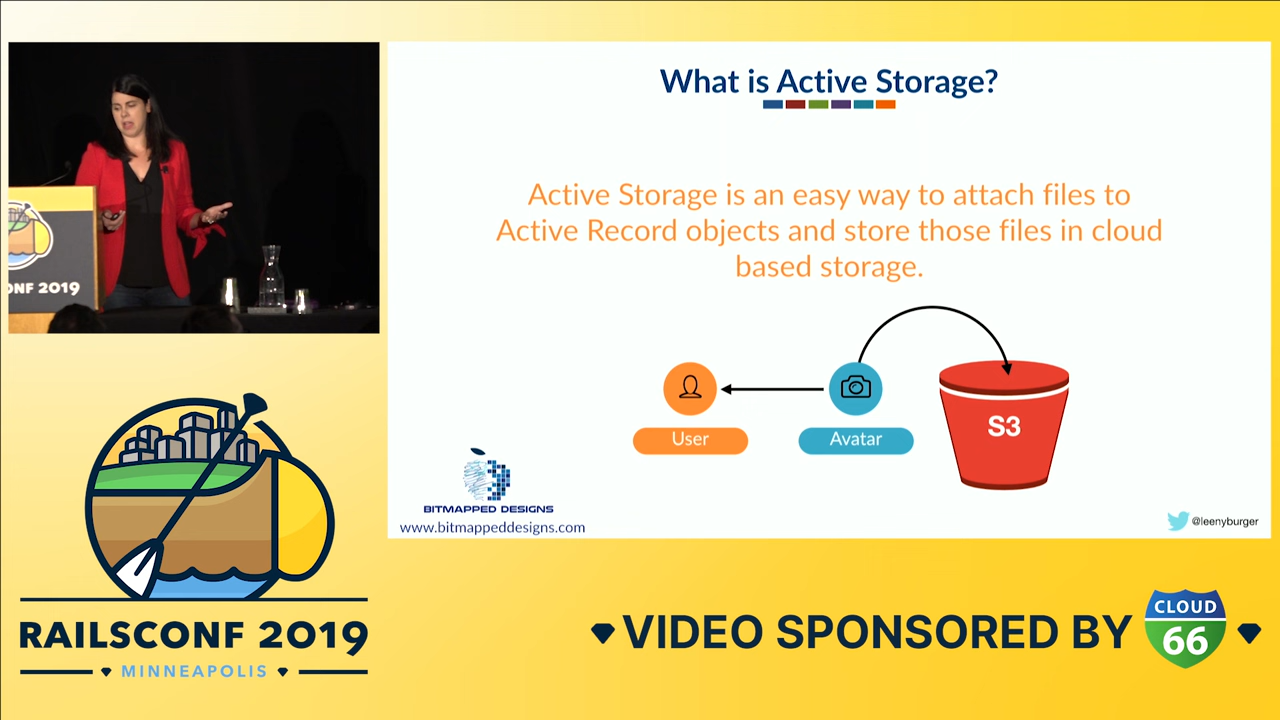 What is Active Storage?
Active Storage is an easy way to attach files to
Active Record objects and store those files in cloud
based storage.
User
Avatar
S3
BITMAPPED DESIGNS
www.bitmappeddesigns.com
@leenyburger
ONF 2019
RAILSCONF 2019
MINNEAPOLIS
VIDEO SPONSORED BY
CLOUD
66